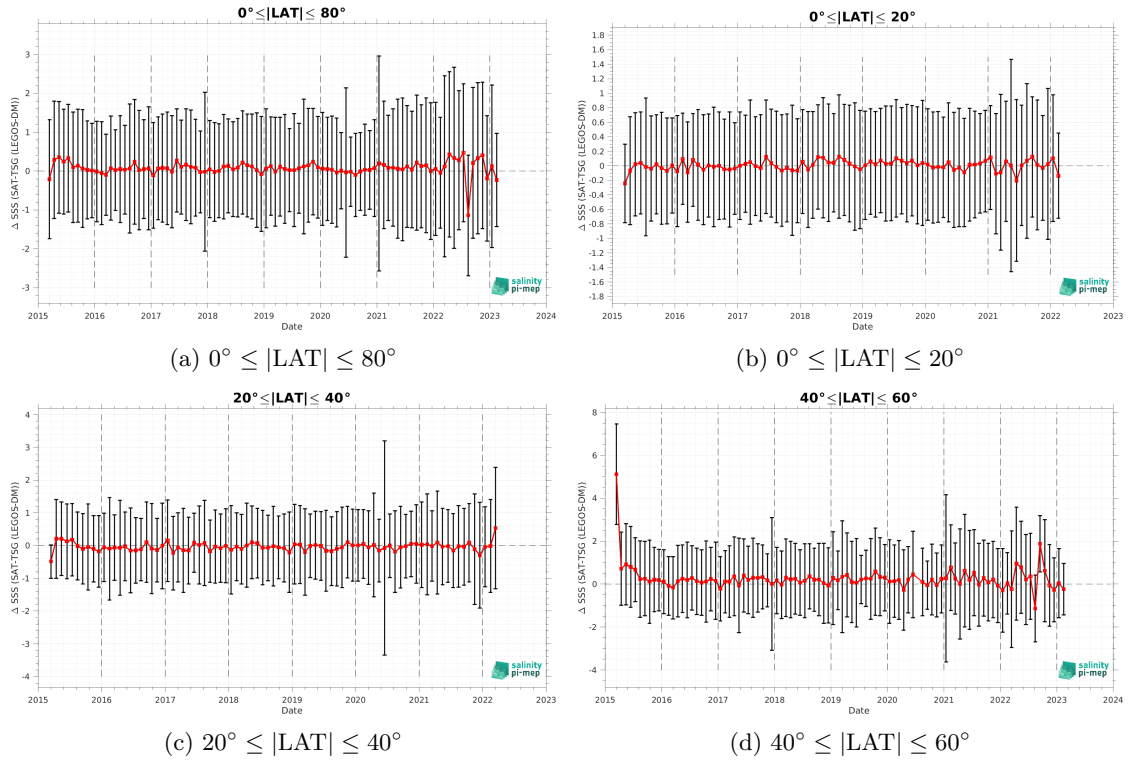 0°≤|LAT|≤ 80°
Δ SSS (SAT-TSG (LEGOS-DM))
3
2
1
0
-1
-2
-3
2015 2016 2017 2018 2019 2020 2021 2022 2023 2024
Date
salinity
pi-mep
(a) 0° ≤ |LAT| ≤ 80°
0°≤|LAT|≤ 20°
Δ SSS (SAT-TSG (LEGOS-DM))
1.8
1.6
1.4
1.2
1
0.8
0.6
0.4
0.2
0
-0.2
-0.4
-0.6
-0.8
-1
-1.2
-1.4
-1.6
-1.8
2015 2016 2017 2018 2019 2020 2021 2022 2023
Date
salinity
pi-mep
(b) 0° ≤ |LAT| ≤ 20°
20°≤|LAT|≤ 40°
Δ SSS (SAT-TSG (LEGOS-DM))
4
3
2
1
0
-1
-2
-3
-4
2015 2016 2017 2018 2019 2020 2021 2022 2023
Date
salinity
pi-mep
(c) 20° ≤ |LAT| ≤ 40°
40°≤|LAT|≤ 60°
Δ SSS (SAT-TSG (LEGOS-DM))
8
6
4
2
0
-2
-4
2015 2016 2017 2018 2019 2020 2021 2022 2023 2024
Date
salinity
pi-mep
(d) 40° ≤ |LAT| ≤ 60°